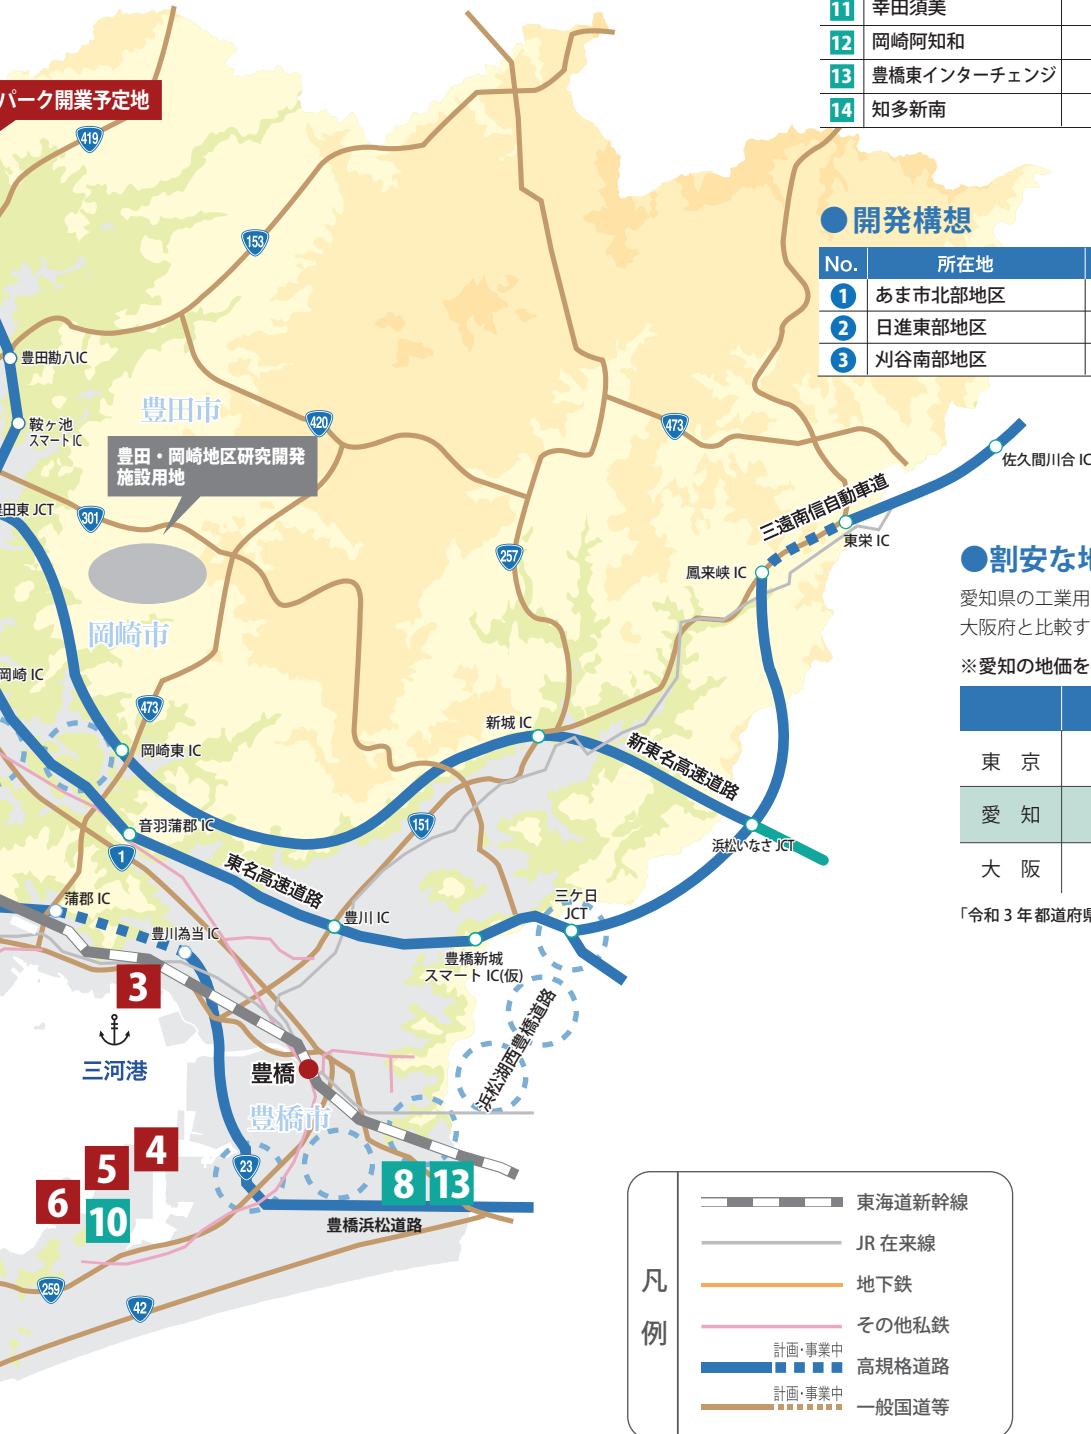 11 幸田須美
12 岡崎阿知和
13 豊橋東インターチェンジ
14 知多新南
パーク開業予定地
419
153
●開発構想
No. 所在地
1 あま市北部地区
2 日進東部地区
3 刈谷南部地区
豊田勘八IC
鞍ヶ池
スマートIC
豊田市
420
473
豊田・岡崎地区研究開発
施設用地
佐久間川合 IC
三遠南信自動車道
田東 JCT
301
東栄 IC
257
鳳来峡 IC
●割安な地
愛知県の工業用
大阪府と比較す
※愛知の地価を
岡崎市
岡崎 IC
473
岡崎東 IC
新城 IC
新東名高速道路
東 京
愛 知
大 阪
「令和 3 年都道府県
音羽蒲郡 IC
151
1
浜松いなさ JCT
東名高速道路
蒲郡 IC
三ケ日
JCT
豊川 IC
豊川為当 IC
豊橋新城
スマート IC(仮)
3
浜松湖西豊橋道路
三河港
豊橋
豊橋市
4
5
6
10
23
8
13
豊橋浜松道路
259
42
凡例
東海道新幹線
JR 在来線
地下鉄
その他私鉄
計画・事業中
高規格道路
計画・事業中
一般国道等